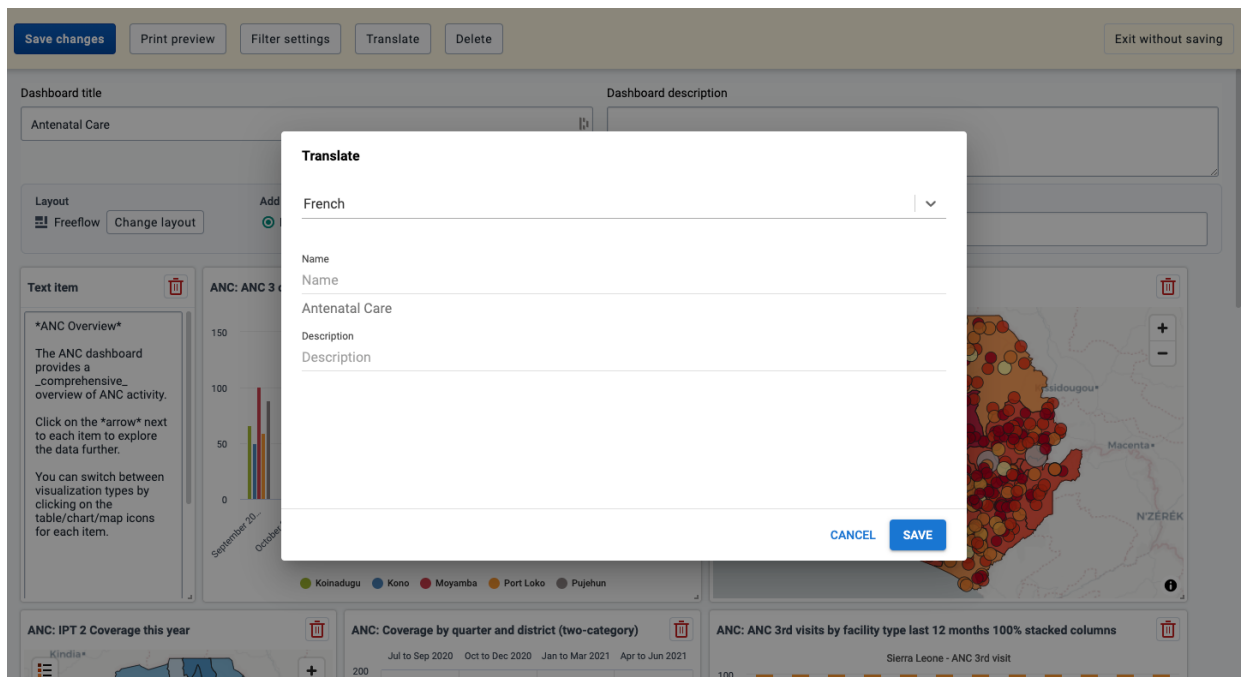 Save changes
Print preview
Filter settings
Translate
Delete
Exit without saving
Dashboard title
Dashboard description
Antenatal Care
Translate
French
Name
Name
Antenatal Care
Description
Description
CANCEL
SAVE
Layout
Add
Freeflow
Change layout
Text item
ANC: ANC 3
*ANC Overview*
The ANC dashboard
provides a
_comprehensive_
overview of ANC activity.
Click on the *arrow* next
to each item to explore
the data further.
You can switch between
visualization types by
clicking on the
table/chart/map icons
for each item.
150
100
50
0
September 20...
October
Koinadugu
Kono
Moyamba
Port Loko
Pujehun
+
−
Macenta
N'ZÉRÉK
ANC: IPT 2 Coverage this year
Kindia
+
ANC: Coverage by quarter and district (two-category)
Jul to Sep 2020
Oct to Dec 2020
Jan to Mar 2021
Apr to Jun 2021
200
ANC: ANC 3rd visits by facility type last 12 months 100% stacked columns
Sierra Leone - ANC 3rd visit
100